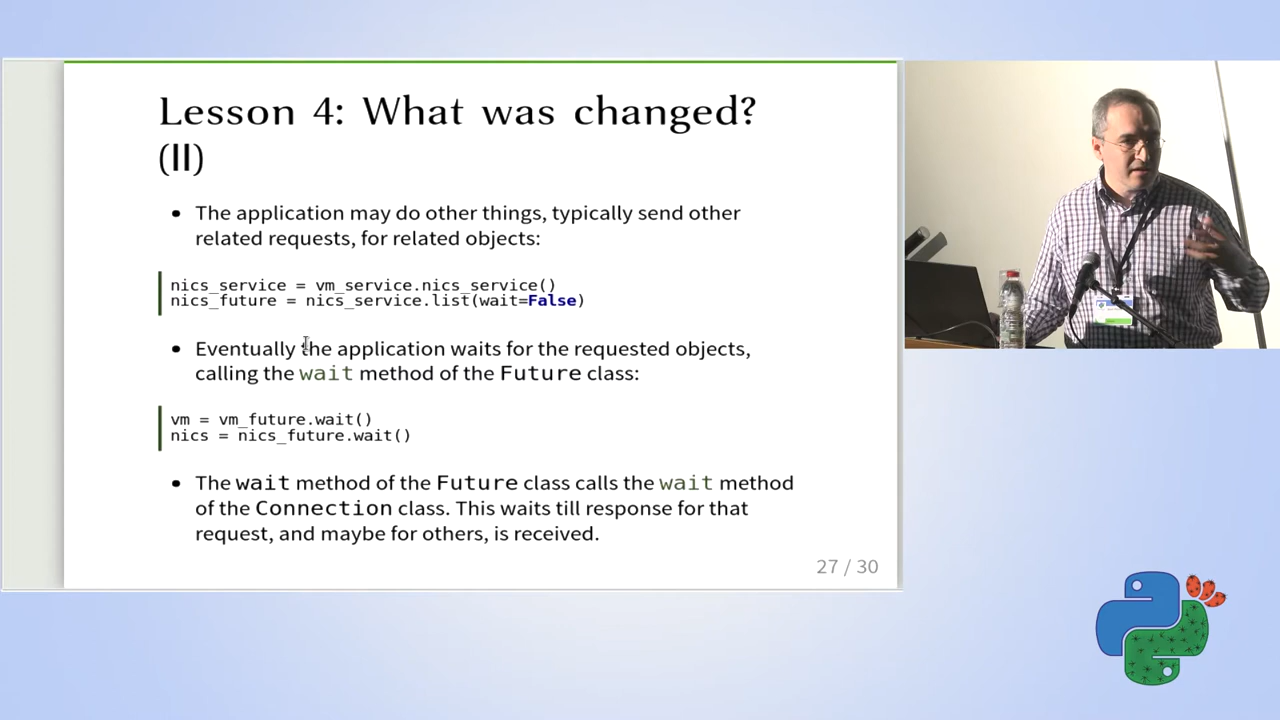 Lesson 4: What was changed?
(II)
• The application may do other things, typically send other
related requests, for related objects:
nics_service = vm_service.nics_service()
nics_future = nics_service.list(wait=False)
• Eventually the application waits for the requested objects,
calling the wait method of the Future class:
vm = vm_future.wait()
nics = nics_future.wait()
• The wait method of the Future class calls the wait method
of the Connection class. This waits till response for that
request, and maybe for others, is received.
27 / 30